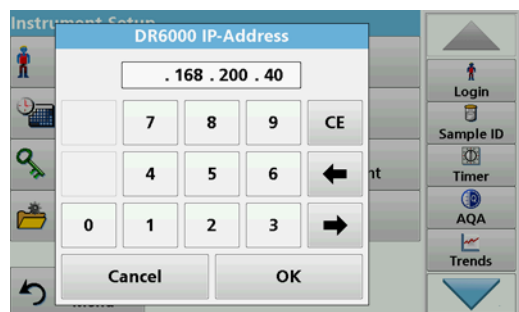 Instrument Setup
DR6000 IP-Address
. 168 . 200 . 40
7 8 9 CE
4 5 6
0 1 2 3
Cancel OK
nt
Menu
Login
Sample ID
Timer
AQA
Trends